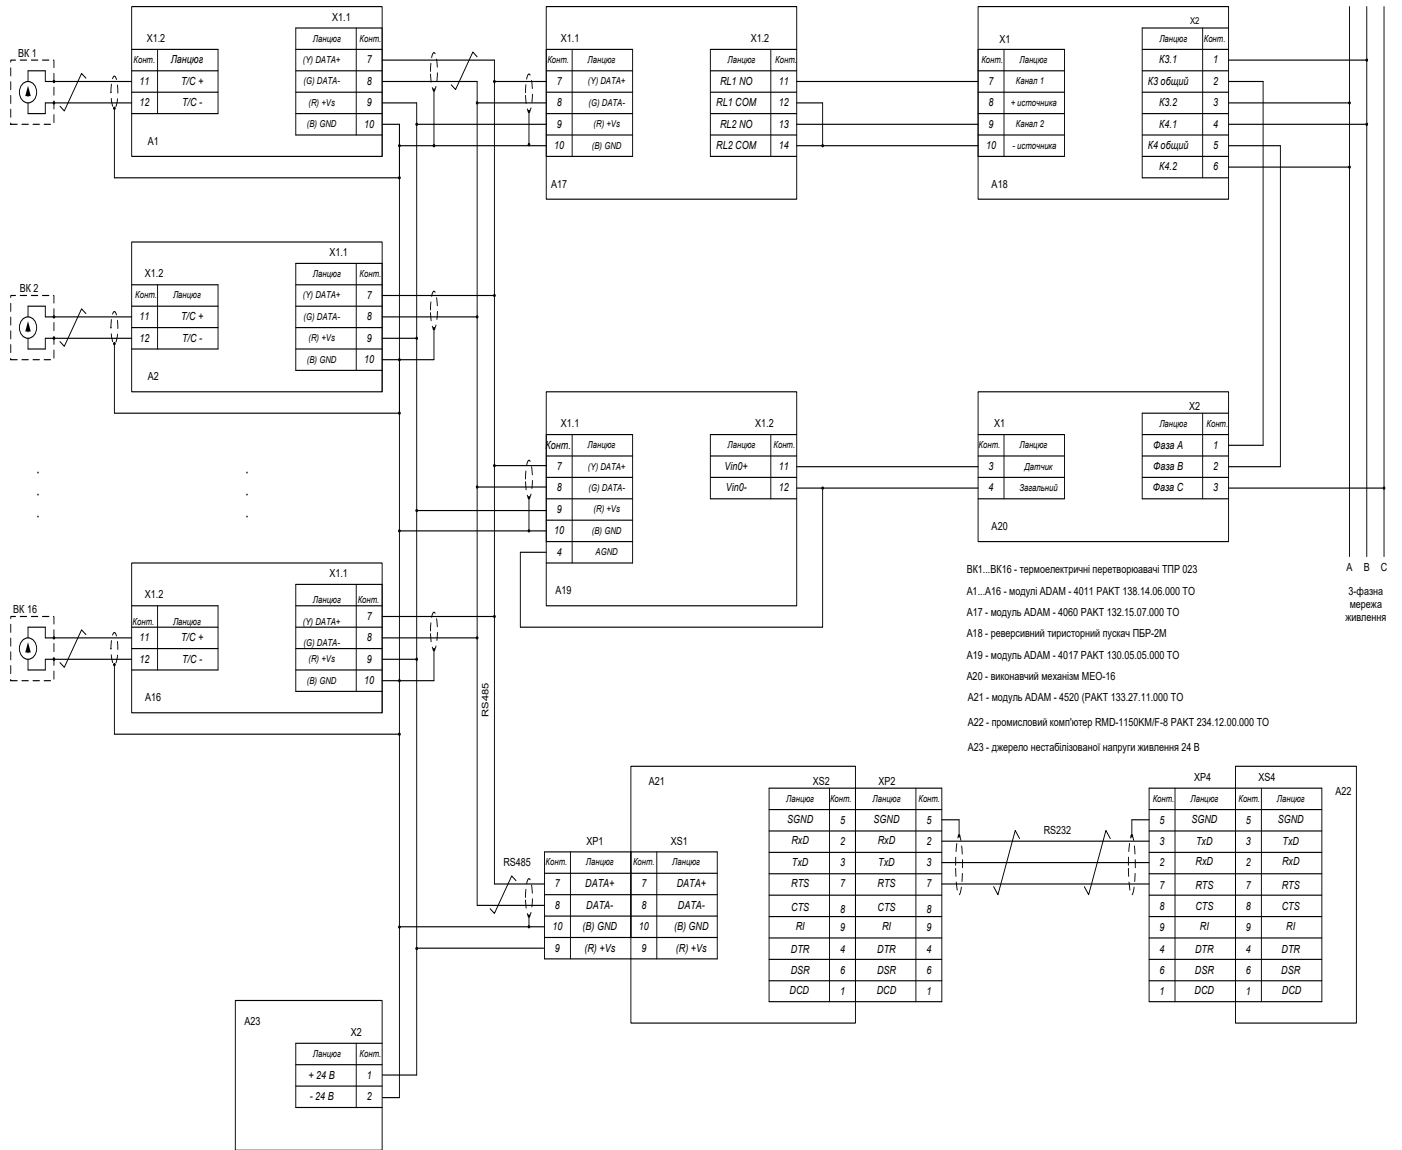 ВК 1
А1
X1.2
Конт. Ланцюг
11 T/C +
12 T/C -
X1.1
Ланцюг Конт.
(Y) DATA+ 7
(G) DATA- 8
(R) +Vs 9
(B) GND 10
А17
X1.1
Конт. Ланцюг
7 (Y) DATA+
8 (G) DATA-
9 (R) +Vs
10 (B) GND
X1.2
Ланцюг Конт.
RL1 NO 11
RL1 COM 12
RL2 NO 13
RL2 COM 14
А18
X1
Конт. Ланцюг
7 Канал 1
8 + источника
9 Канал 2
10 - источника
X2
Ланцюг Конт.
К3.1 1
К3 общий 2
К3.2 3
К4.1 4
К4 общий 5
К4.2 6
ВК 2
А2
X1.2
Конт. Ланцюг
11 T/C +
12 T/C -
X1.1
Ланцюг Конт.
(Y) DATA+ 7
(G) DATA- 8
(R) +Vs 9
(B) GND 10
А19
X1.1
Конт. Ланцюг
7 (Y) DATA+
8 (G) DATA-
9 (R) +Vs
10 (B) GND
4 AGND
X1.2
Ланцюг Конт.
Vin0+ 11
Vin0- 12
А20
X1
Конт. Ланцюг
3 Датчик
4 Загальний
X2
Ланцюг Конт.
Фаза А 1
Фаза В 2
Фаза С 3
А В С
3-фазна
мережа
живлення
ВК 16
А16
X1.2
Конт. Ланцюг
11 T/C +
12 T/C -
X1.1
Ланцюг Конт.
(Y) DATA+ 7
(G) DATA- 8
(R) +Vs 9
(B) GND 10
RS485
ВК1...ВК16 - термоелектричні перетворюавачі ТПР 023
А1...А16 - модулі ADAM - 4011 РАКТ 138.14.06.000 ТО
А17 - модуль ADAM - 4060 РАКТ 132.15.07.000 ТО
А18 - реверсивний тиристорний пускач ПБР-2М
А19 - модуль ADAM - 4017 РАКТ 130.05.05.000 ТО
А20 - виконавчий механізм МЕО-16
А21 - модуль ADAM - 4520 (РАКТ 133.27.11.000 ТО
А22 - промисловий комп'ютер RMD-1150KM/F-8 РАКТ 234.12.00.000 ТО
А23 - джерело нестабілізованої напруги живлення 24 В
А21
RS485
XP1
Конт. Ланцюг
7 DATA+
8 DATA-
10 (B) GND
9 (R) +Vs
XS1
Конт. Ланцюг
7 DATA+
8 DATA-
10 (B) GND
9 (R) +Vs
XS2
Ланцюг Конт.
SGND 5
RxD 2
TxD 3
RTS 7
CTS 8
RI 9
DTR 4
DSR 6
DCD 1
XP2
Ланцюг Конт.
SGND 5
RxD 2
TxD 3
RTS 7
CTS 8
RI 9
DTR 4
DSR 6
DCD 1
RS232
XP4
Конт. Ланцюг
5 SGND
3 TxD
2 RxD
7 RTS
8 CTS
9 RI
4 DTR
6 DSR
1 DCD
XS4
Конт. Ланцюг
5 SGND
3 TxD
2 RxD
7 RTS
8 CTS
9 RI
4 DTR
6 DSR
1 DCD
А22
А23
X2
Ланцюг Конт.
+ 24 В 1
- 24 В 2